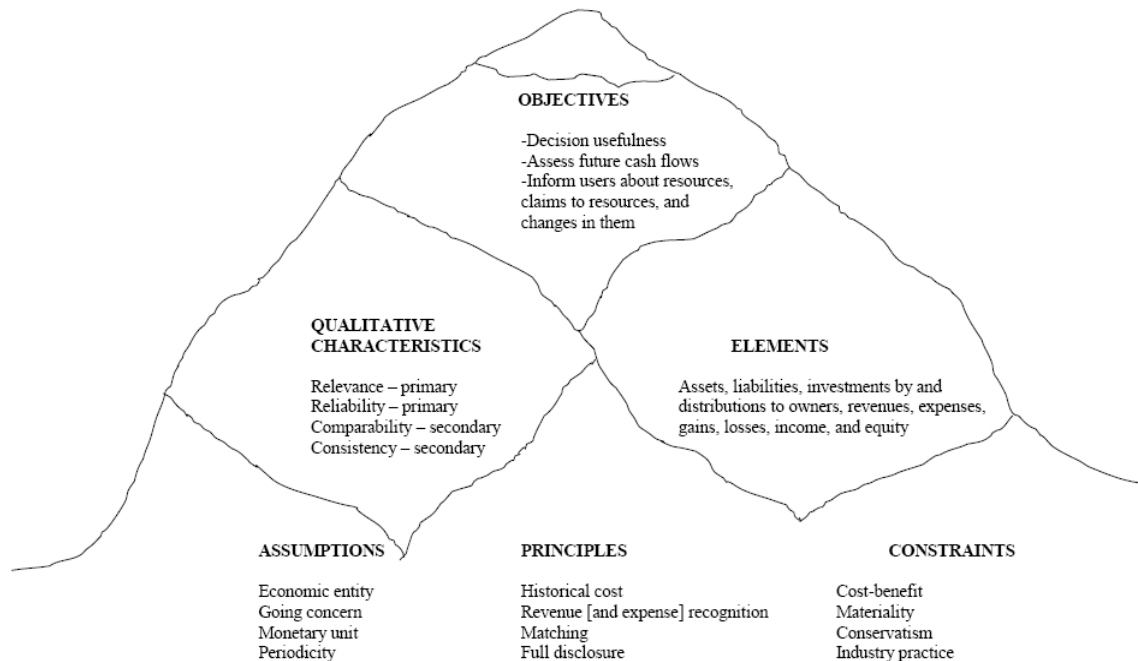 OBJECTIVES
-Decision usefulness
-Assess future cash flows
-Inform users about resources,
claims to resources, and
changes in them
QUALITATIVE
CHARACTERISTICS
Relevance – primary
Reliability – primary
Comparability – secondary
Consistency – secondary
ELEMENTS
Assets, liabilities, investments by and
distributions to owners, revenues, expenses,
gains, losses, income, and equity
ASSUMPTIONS
Economic entity
Going concern
Monetary unit
Periodicity
PRINCIPLES
Historical cost
Revenue [and expense] recognition
Matching
Full disclosure
CONSTRAINTS
Cost-benefit
Materiality
Conservatism
Industry practice